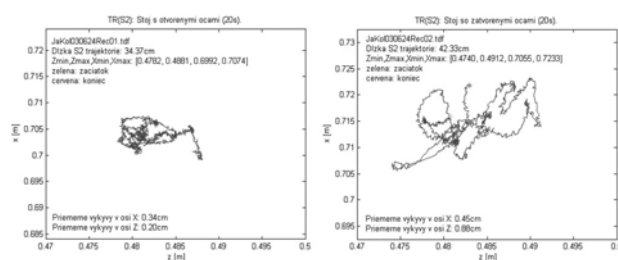 TR(S2): Stoj s otvorenymi ocami (20s).
JaKol030624Rec01.tdf
Dlzka S2 trajektorie: 34.37cm
Zmin,Zmax,Xmin,Xmax: [0.4782, 0.4881, 0.6992, 0.7074]
zelena: zaciatok
cervena: koniec
0.72
0.715
0.71
0.705
0.7
0.695
0.69
0.685
x [m]
Priememe vykyvy v osi X: 0.34cm
Priememe vykyvy v osi Z: 0.20cm
0.47 0.475 0.48 0.485 0.49 0.495 0.5
z [m]
TR(S2): Stoj so zatvorenymi ocami (20s).
JaKol030624Rec02.tdf
Dlzka S2 trajektorie: 42.33cm
Zmin,Zmax,Xmin,Xmax: [0.4740, 0.4912, 0.7055, 0.7233]
zelena: zaciatok
cervena: koniec
0.73
0.725
0.72
0.715
0.71
0.705
0.7
0.695
x [m]
Priememe vykyvy v osi X: 0.45cm
Priememe vykyvy v osi Z: 0.88cm
0.47 0.475 0.48 0.485 0.49 0.495 0.5
z [m]